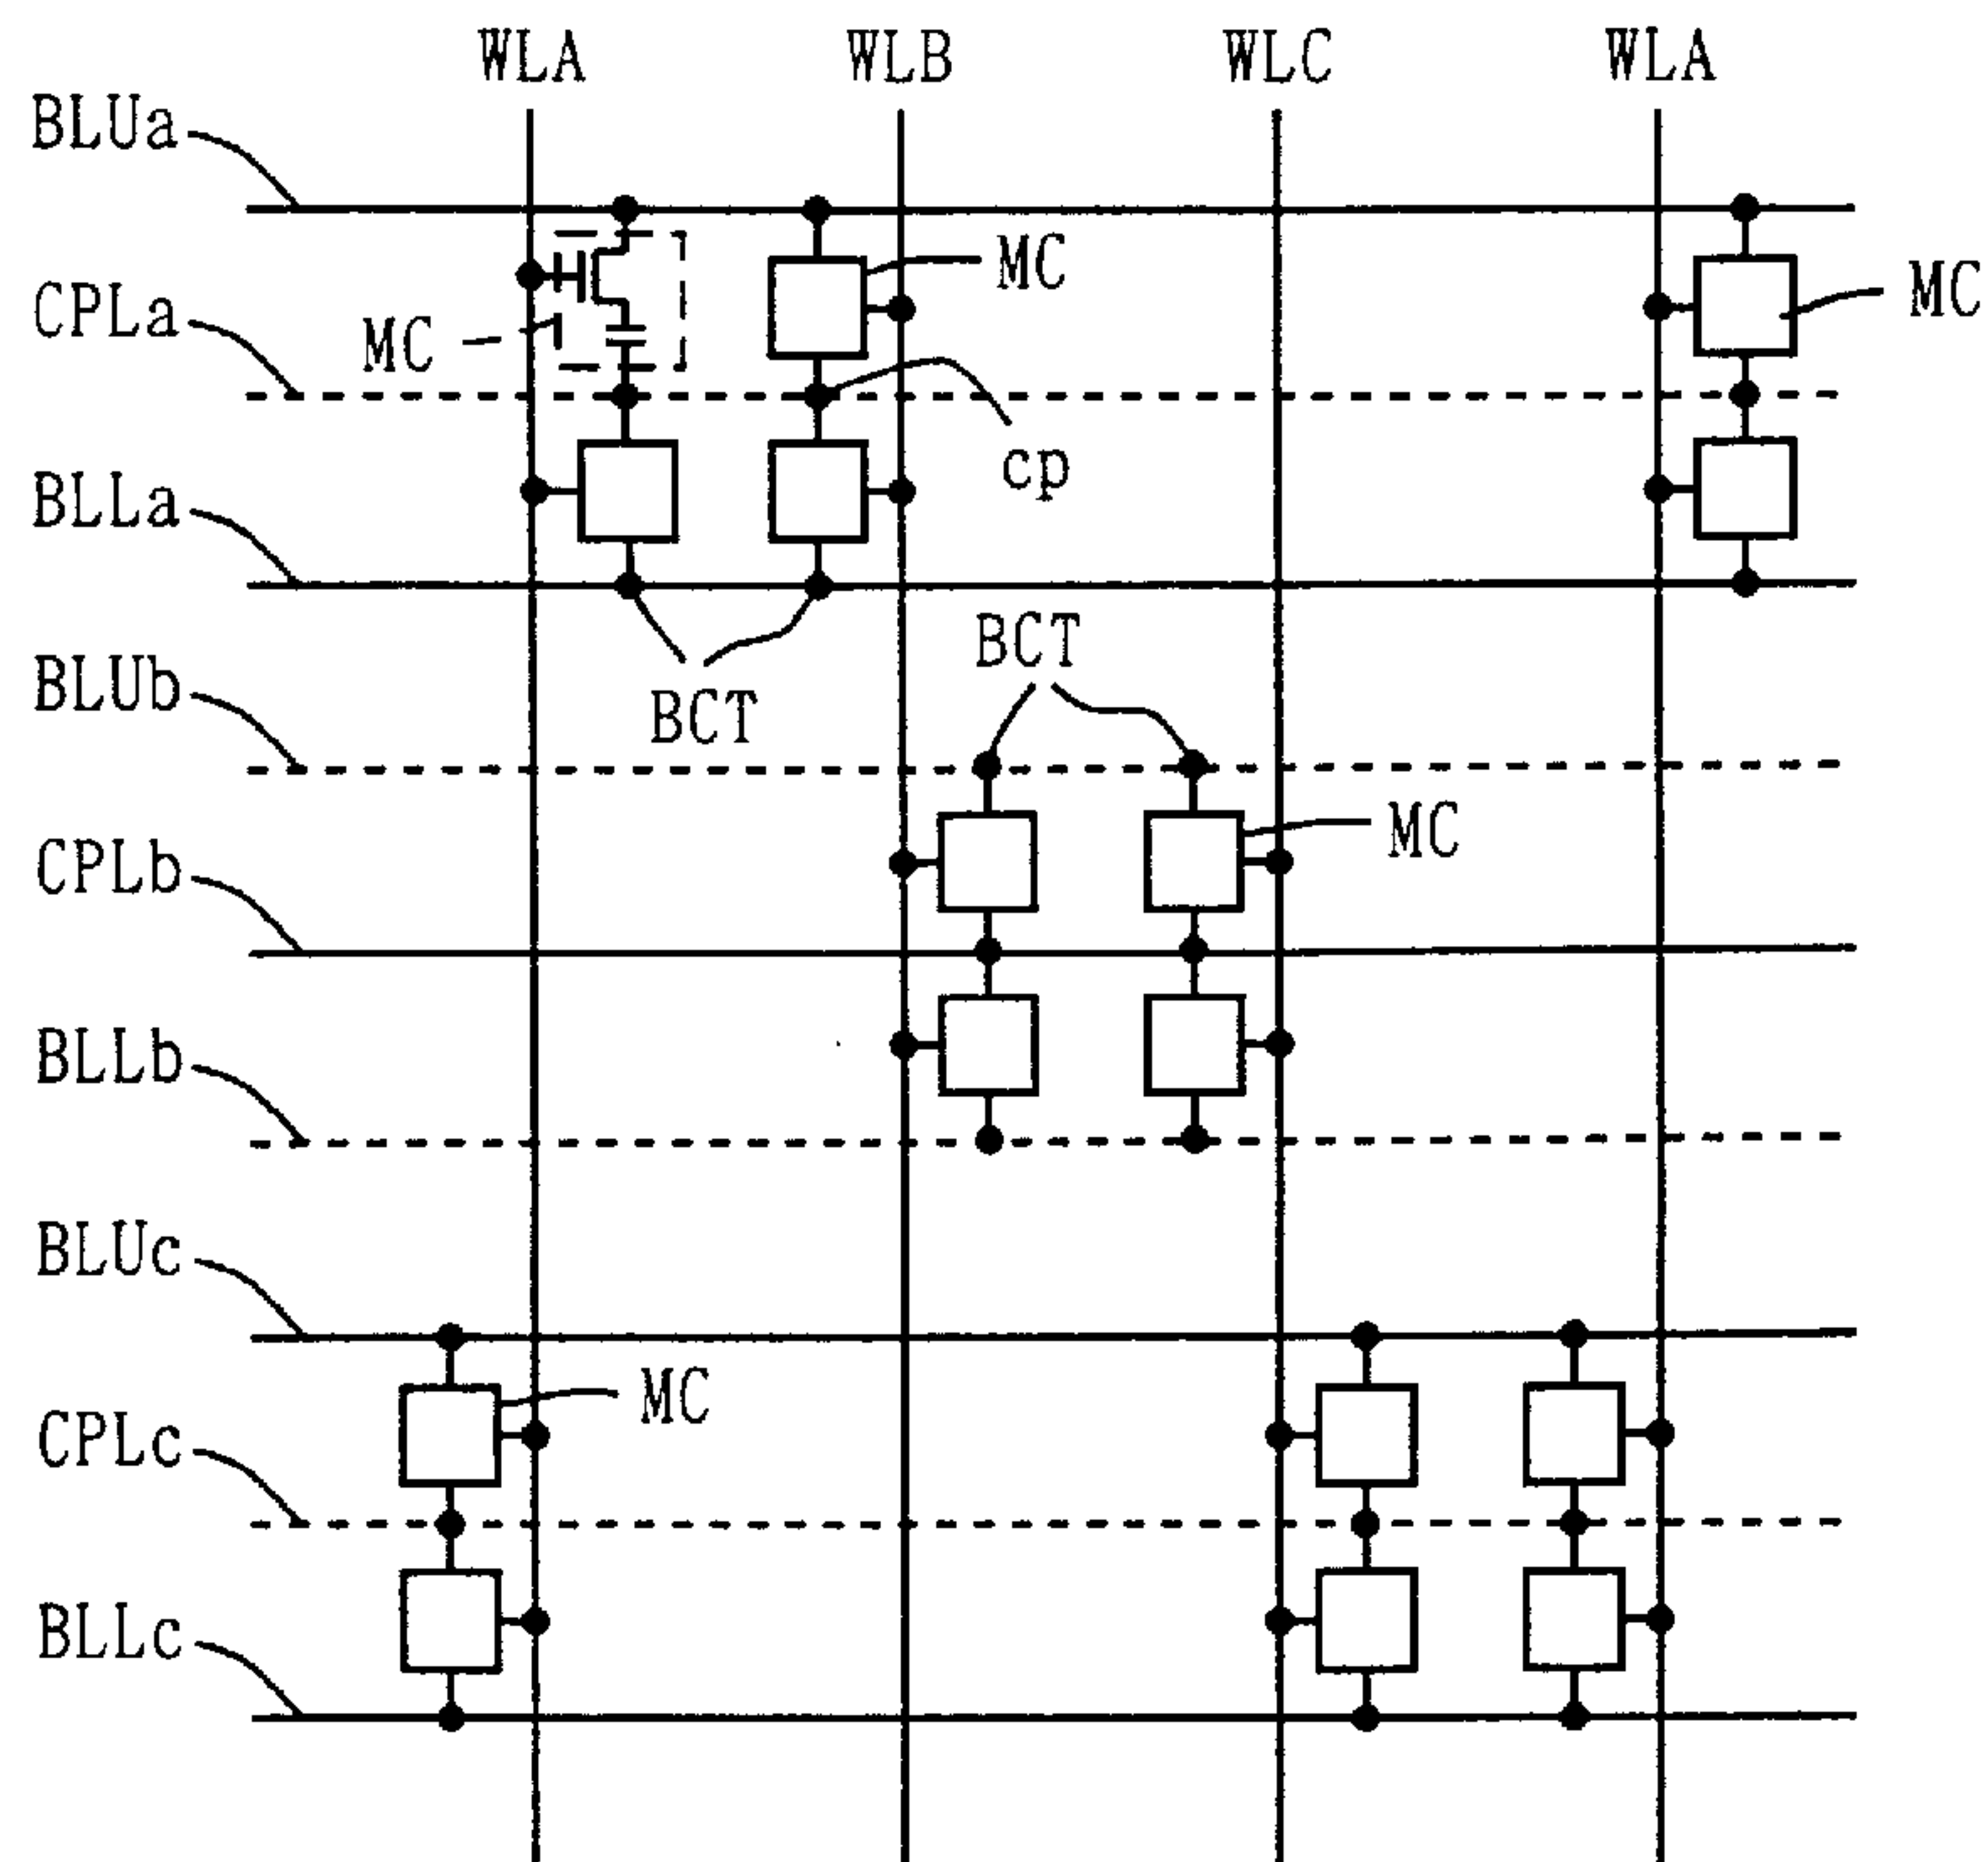 WLA WLB WLC WLA
BLUa
MC
MC
CPLa
MC
cp
BLLa
BCT
BLUb
BCT
MC
CPLb
BLLb
BLUc
MC
CPLc
BLLc